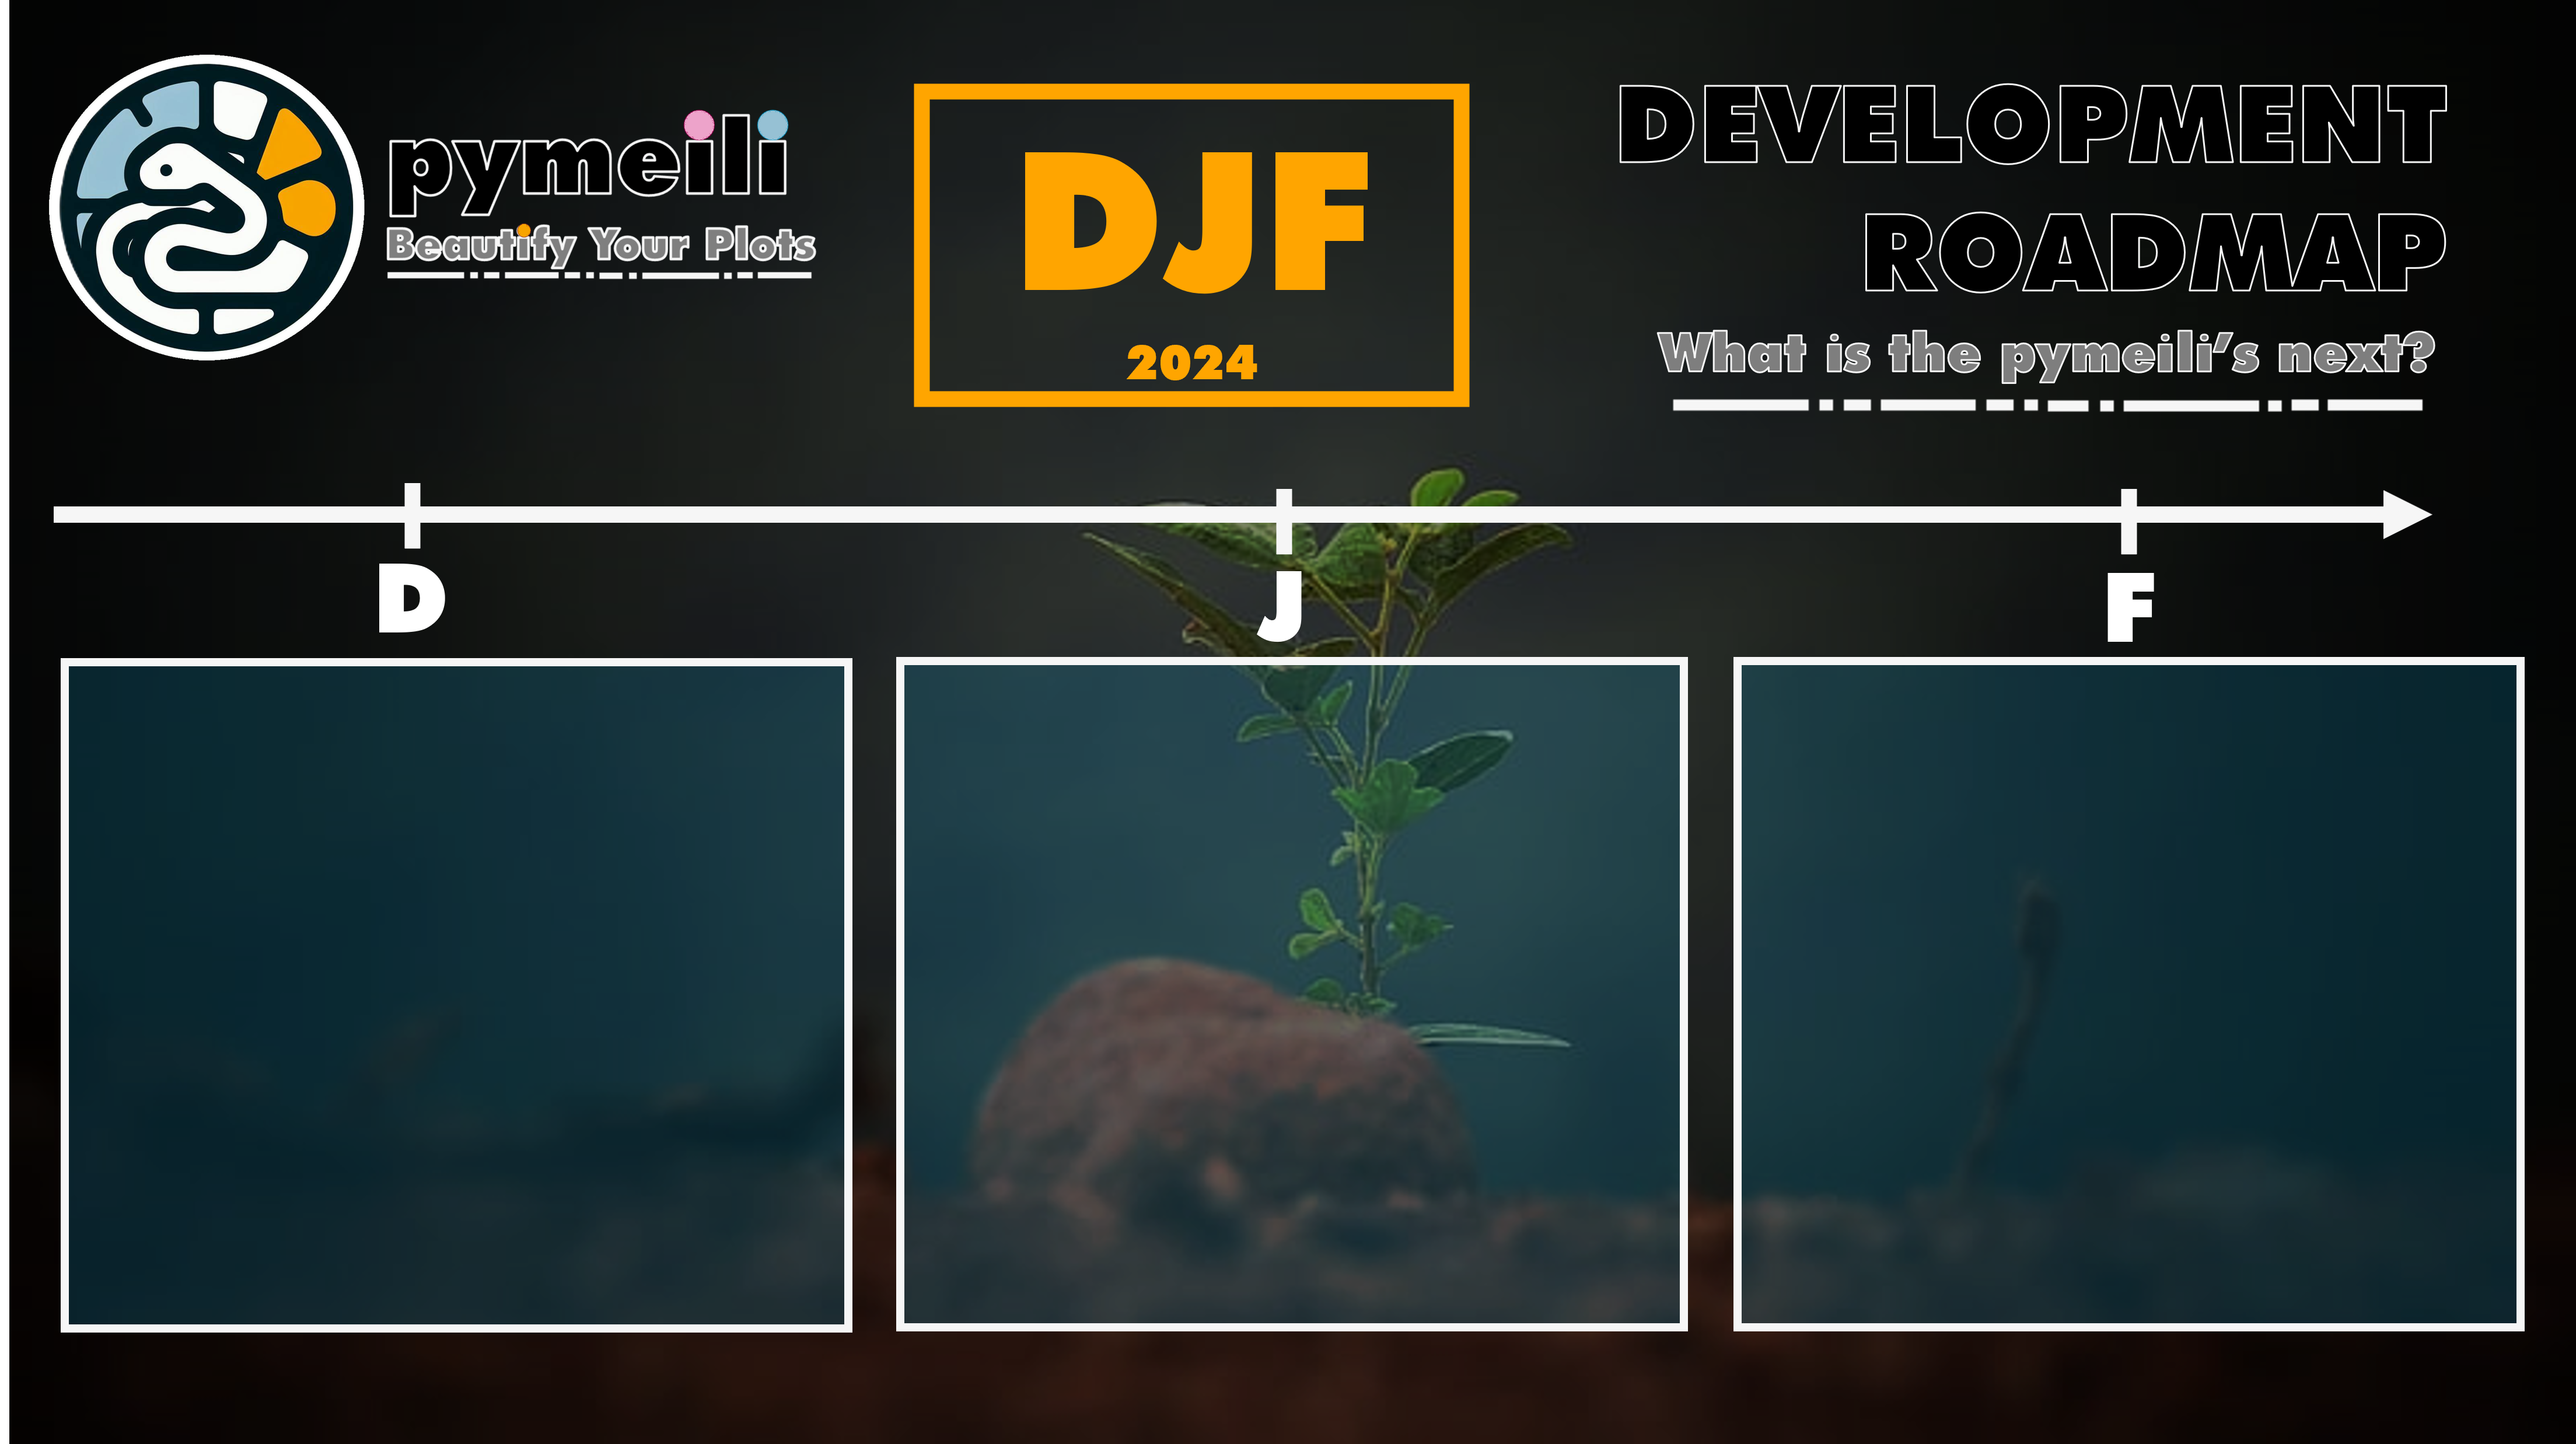 pymeili
Beautify Your Plots
DJF
2024
DEVELOPMENT
ROADMAP
What is the pymeili’s next?
D
J
F